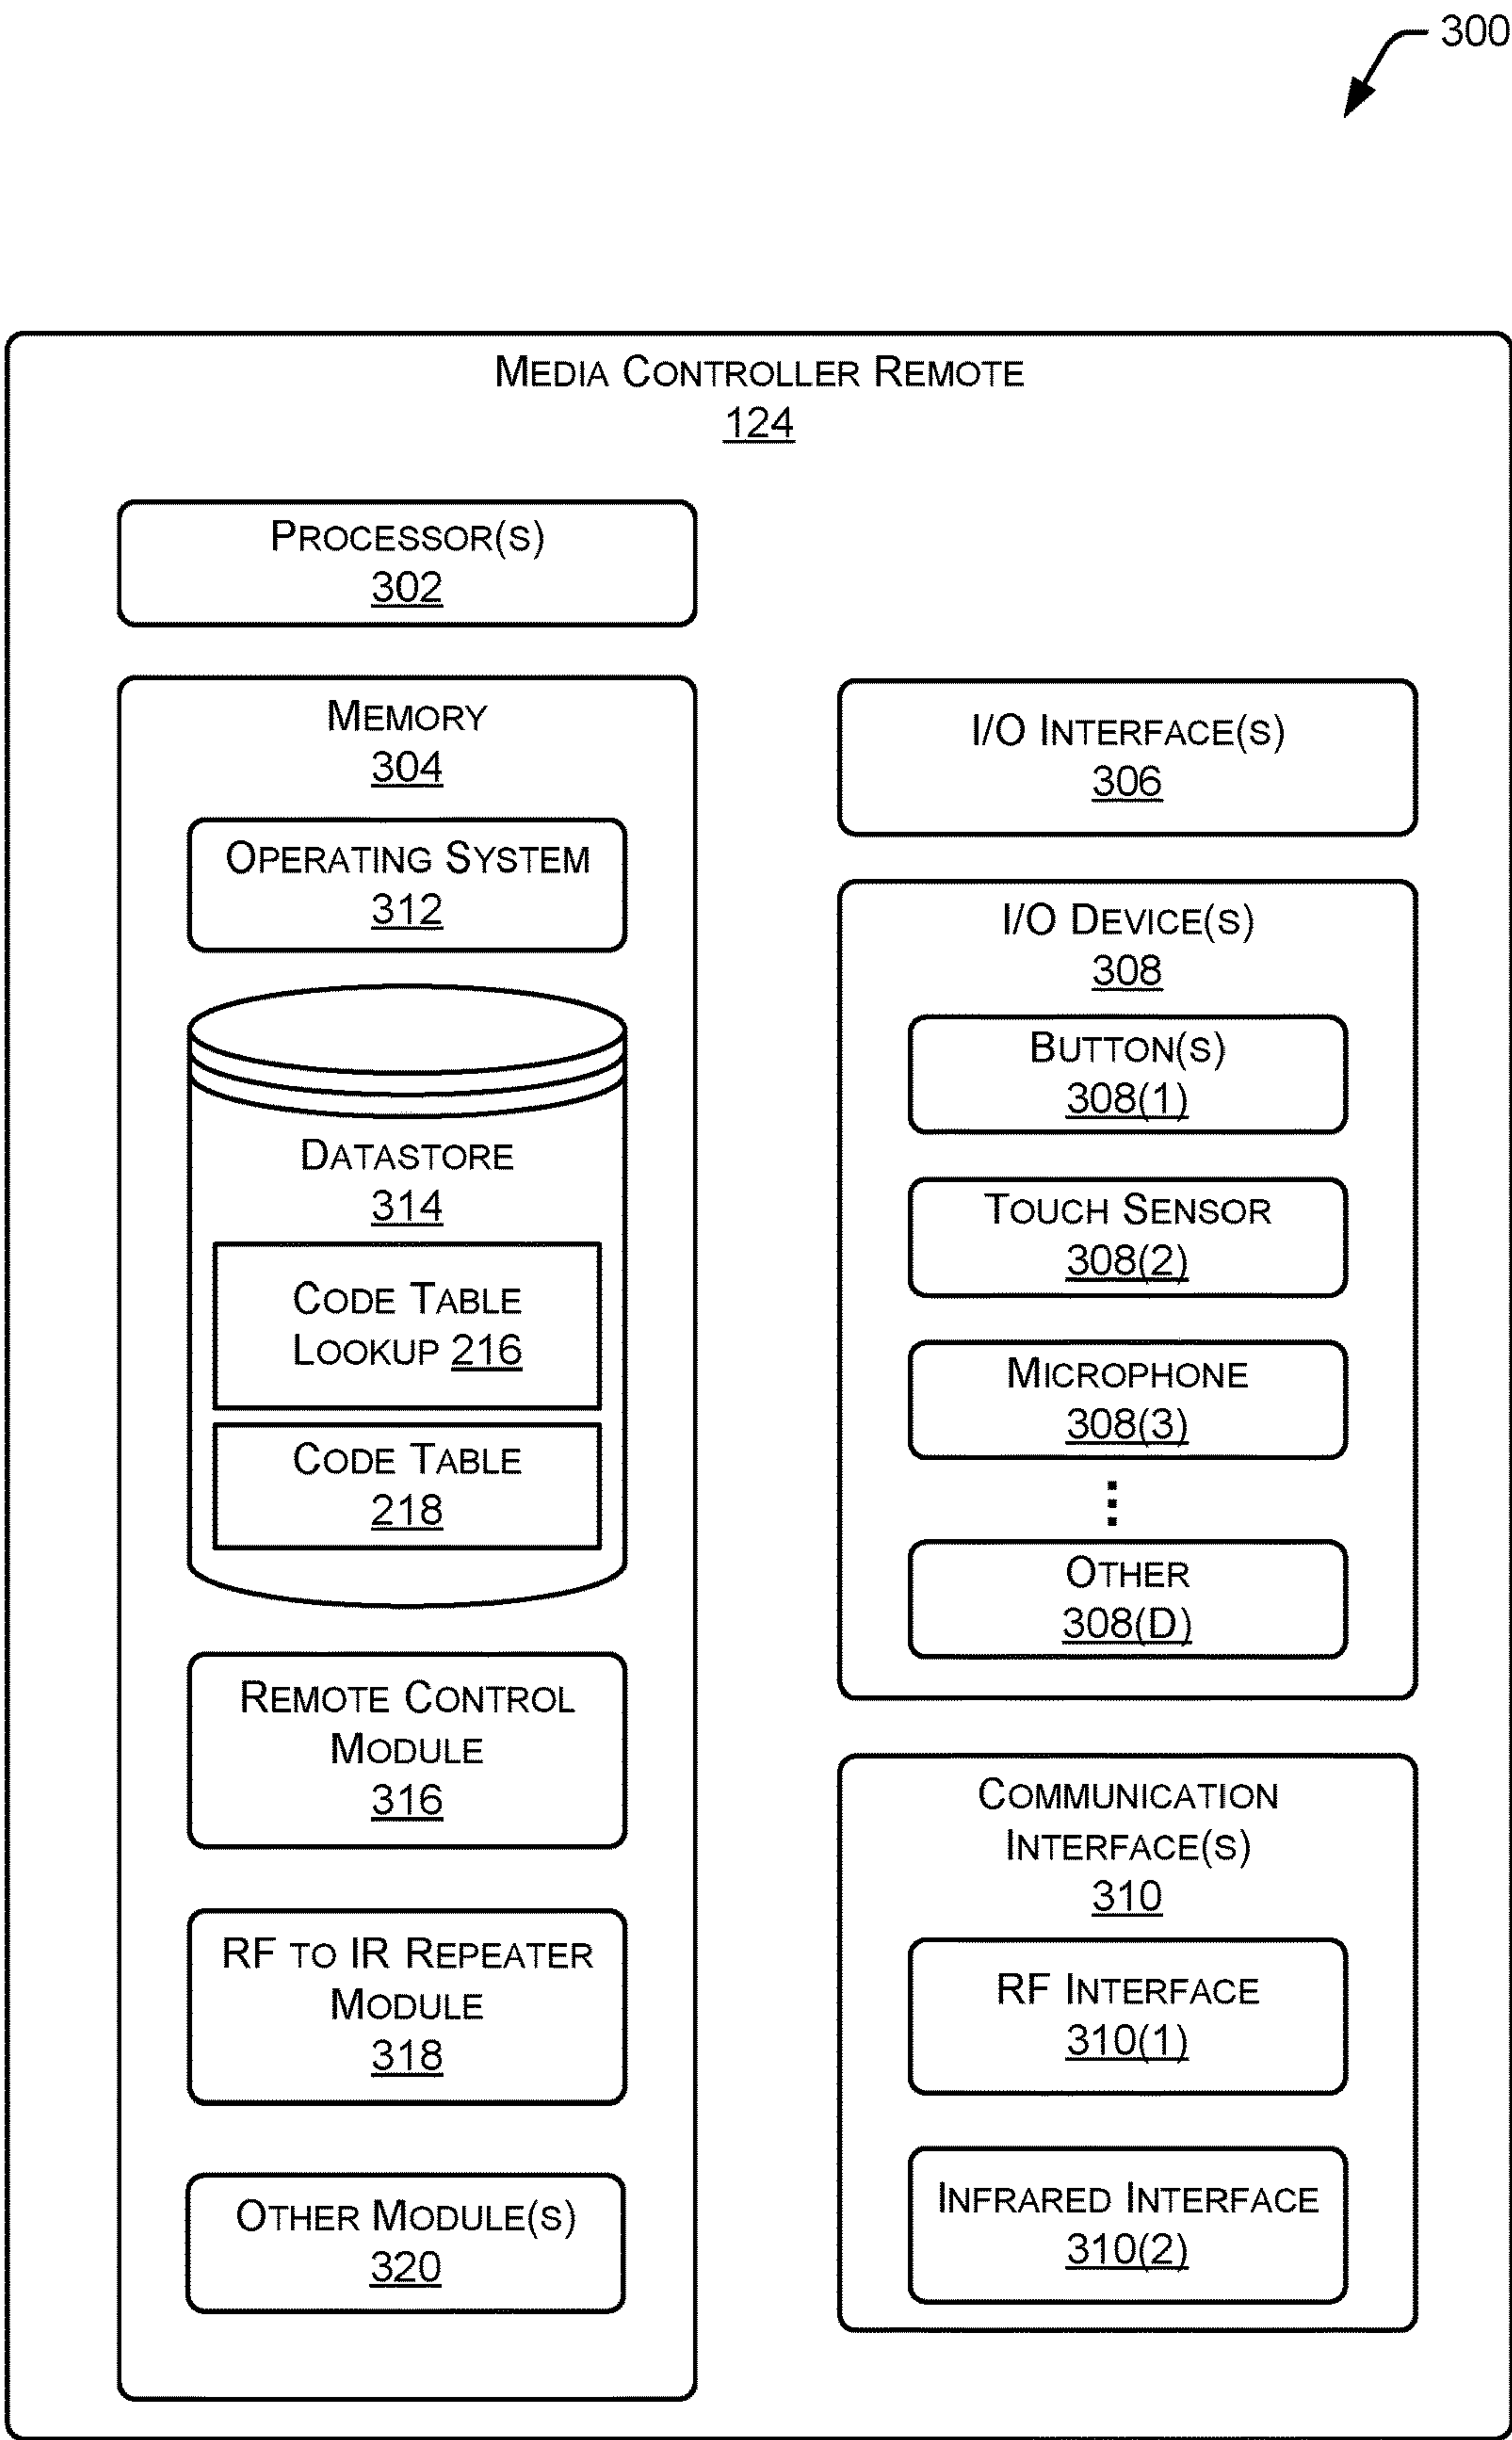 300
MEDIA CONTROLLER REMOTE
124
PROCESSOR(S)
302
MEMORY
304
OPERATING SYSTEM
312
DATASTORE
314
CODE TABLE
LOOKUP 216
CODE TABLE
218
REMOTE CONTROL
MODULE
316
RF TO IR REPEATER
MODULE
318
OTHER MODULE(S)
320
I/O INTERFACE(S)
306
I/O DEVICE(S)
308
BUTTON(S)
308(1)
TOUCH SENSOR
308(2)
MICROPHONE
308(3)
⋮
OTHER
308(D)
COMMUNICATION
INTERFACE(S)
310
RF INTERFACE
310(1)
INFRARED INTERFACE
310(2)